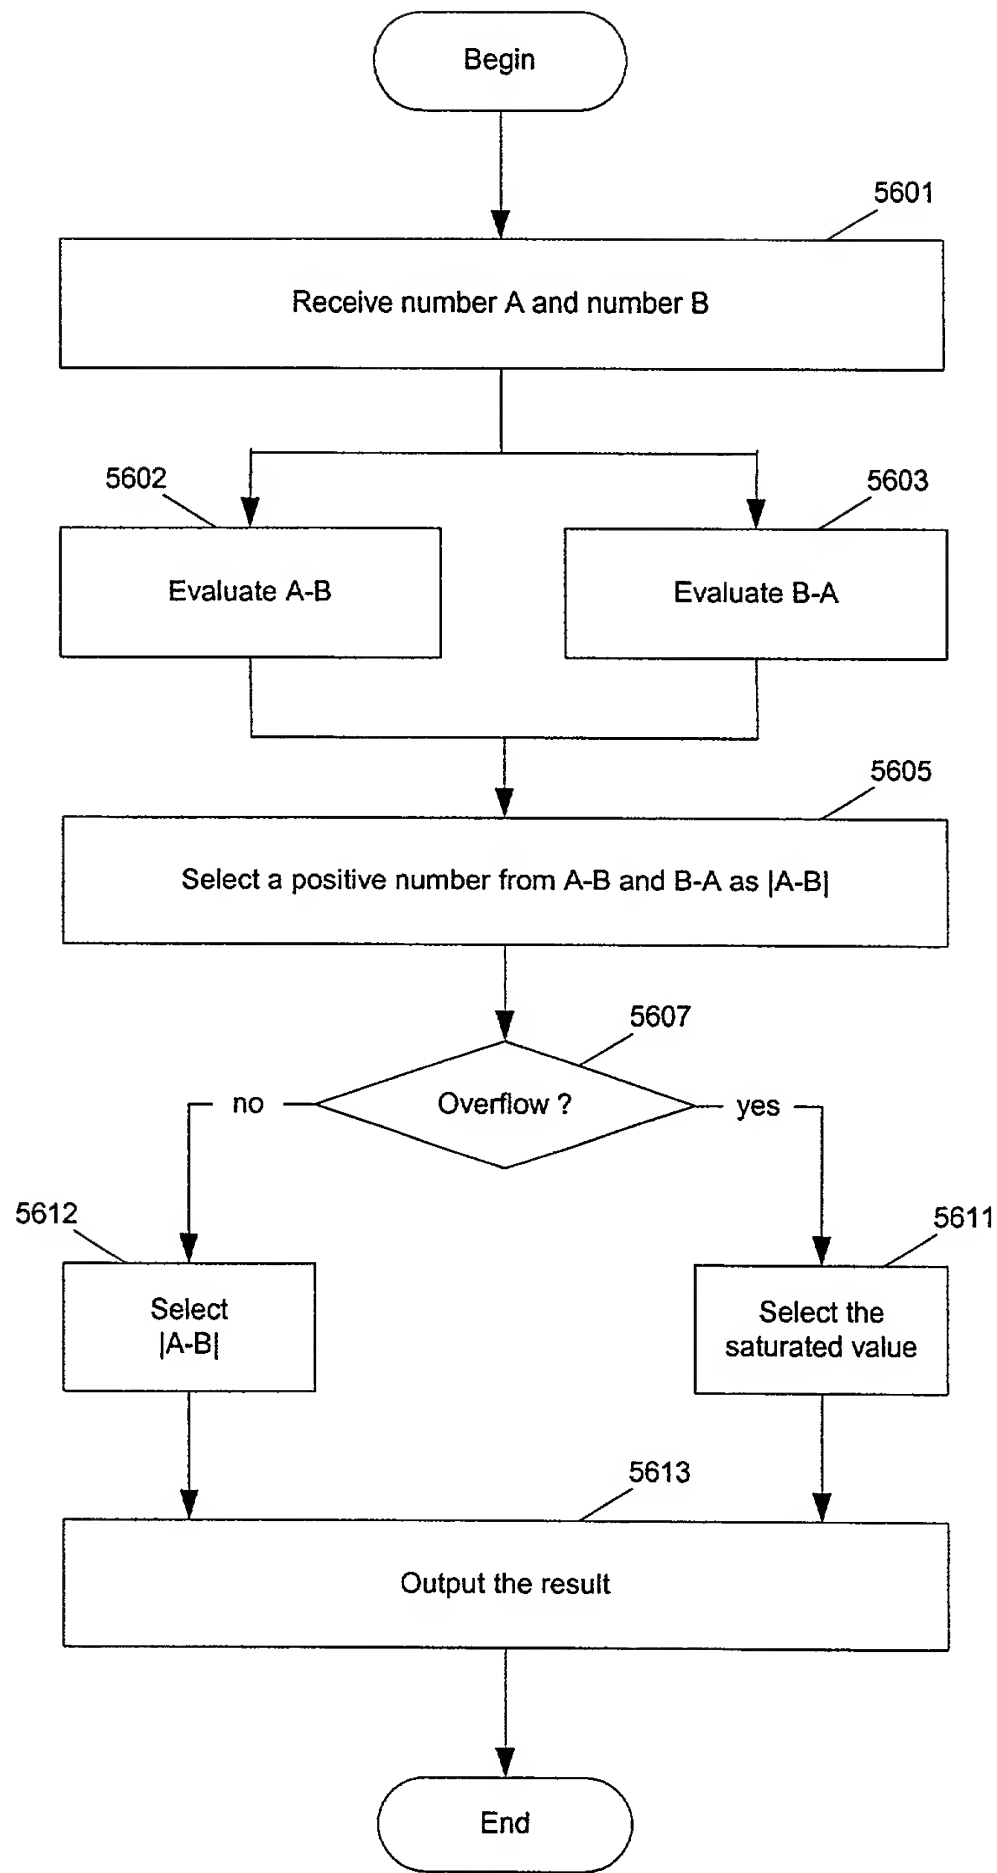 Begin
5601
Receive number A and number B
5602
5603
Evaluate A-B
Evaluate B-A
5605
Select a positive number from A-B and B-A as |A-B|
5607
Overflow ?
no
yes
5612
5611
Select
|A-B|
Select the
saturated value
5613
Output the result
End